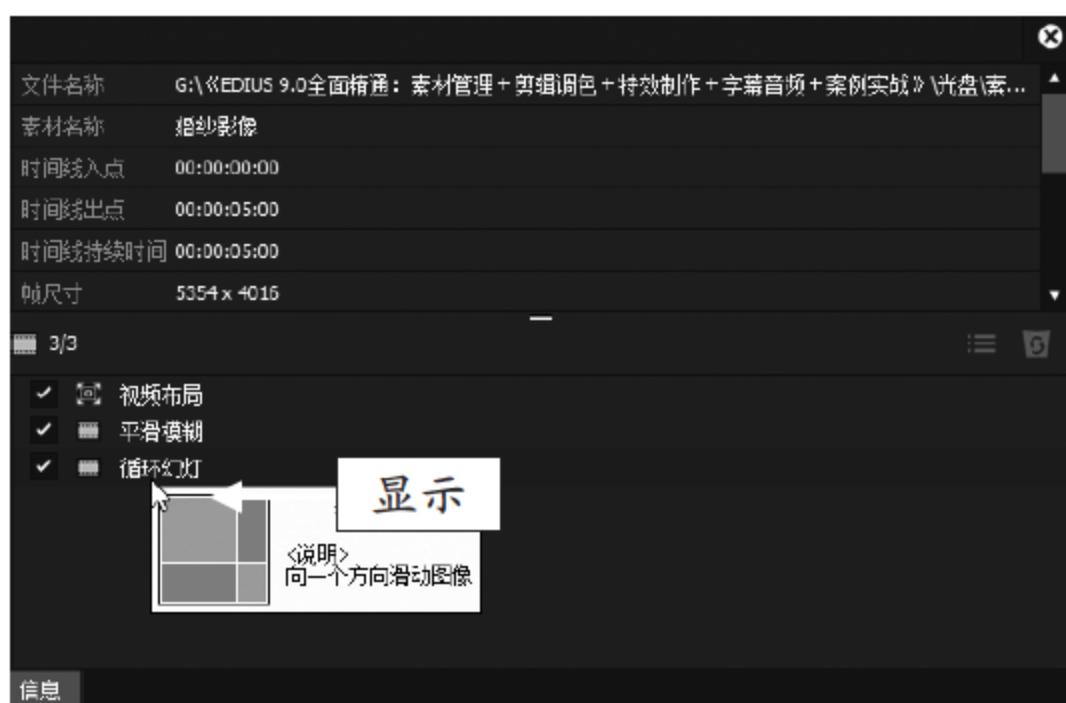 文件名称 G:\《EDIUS 9.0全面精通：素材管理＋剪辑调色＋特效制作＋字幕音频＋案例实战》\光盘\素...
素材名称 婚纱影像
时间线入点 00:00:00:00
时间线出点 00:00:05:00
时间线持续时间 00:00:05:00
帧尺寸 5354 x 4016
3/3
视频布局
平滑模糊
循环幻灯
显示
<说明>
向一个方向滑动图像
信息